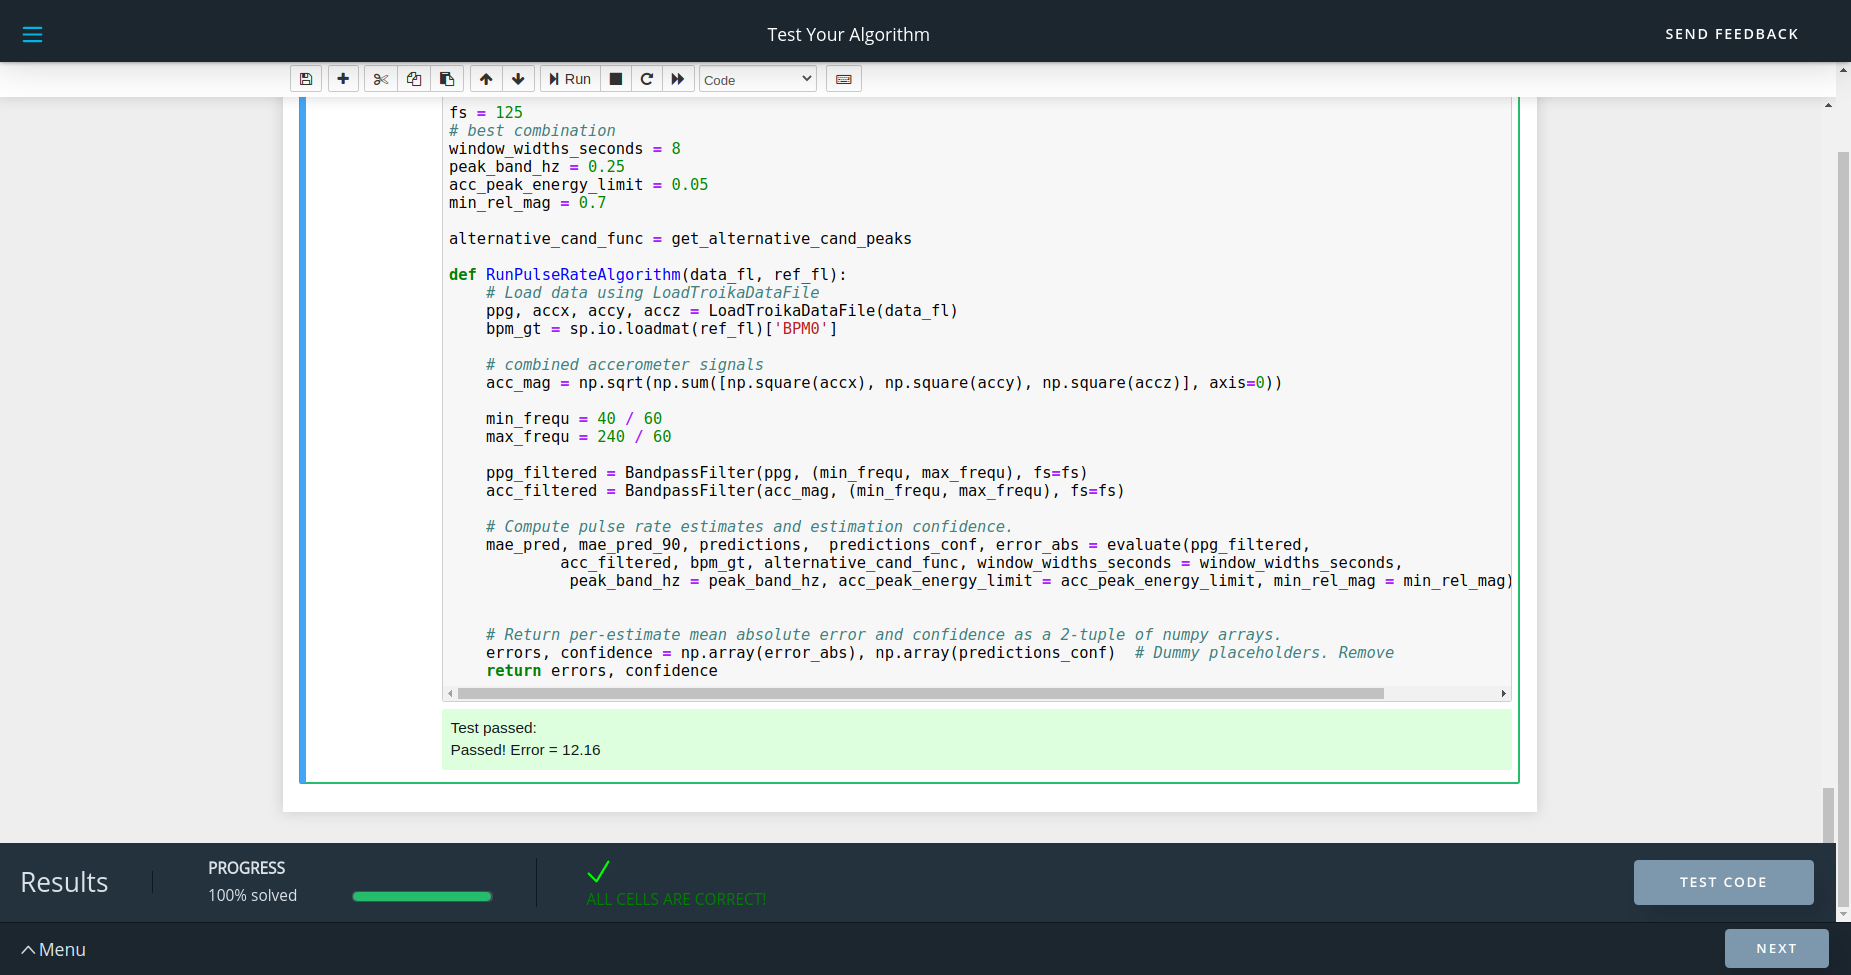 Test Your Algorithm
SEND FEEDBACK
Run
Code
fs = 125
# best combination
window_widths_seconds = 8
peak_band_hz = 0.25
acc_peak_energy_limit = 0.05
min_rel_mag = 0.7
alternative_cand_func = get_alternative_cand_peaks
def RunPulseRateAlgorithm(data_fl, ref_fl):
    # Load data using LoadTroikaDataFile
    ppg, accx, accy, accz = LoadTroikaDataFile(data_fl)
    bpm_gt = sp.io.loadmat(ref_fl)['BPM0']
    # combined accerometer signals
    acc_mag = np.sqrt(np.sum([np.square(accx), np.square(accy), np.square(accz)], axis=0))
    min_frequ = 40 / 60
    max_frequ = 240 / 60
    ppg_filtered = BandpassFilter(ppg, (min_frequ, max_frequ), fs=fs)
    acc_filtered = BandpassFilter(acc_mag, (min_frequ, max_frequ), fs=fs)
    # Compute pulse rate estimates and estimation confidence.
    mae_pred, mae_pred_90, predictions,  predictions_conf, error_abs = evaluate(ppg_filtered,
            acc_filtered, bpm_gt, alternative_cand_func, window_widths_seconds = window_widths_seconds,
             peak_band_hz = peak_band_hz, acc_peak_energy_limit = acc_peak_energy_limit, min_rel_mag = min_rel_mag)
    # Return per-estimate mean absolute error and confidence as a 2-tuple of numpy arrays.
    errors, confidence = np.array(error_abs), np.array(predictions_conf)  # Dummy placeholders. Remove
    return errors, confidence
Test passed:
Passed! Error = 12.16
Results
PROGRESS
100% solved
ALL CELLS ARE CORRECT!
TEST CODE
Menu
NEXT